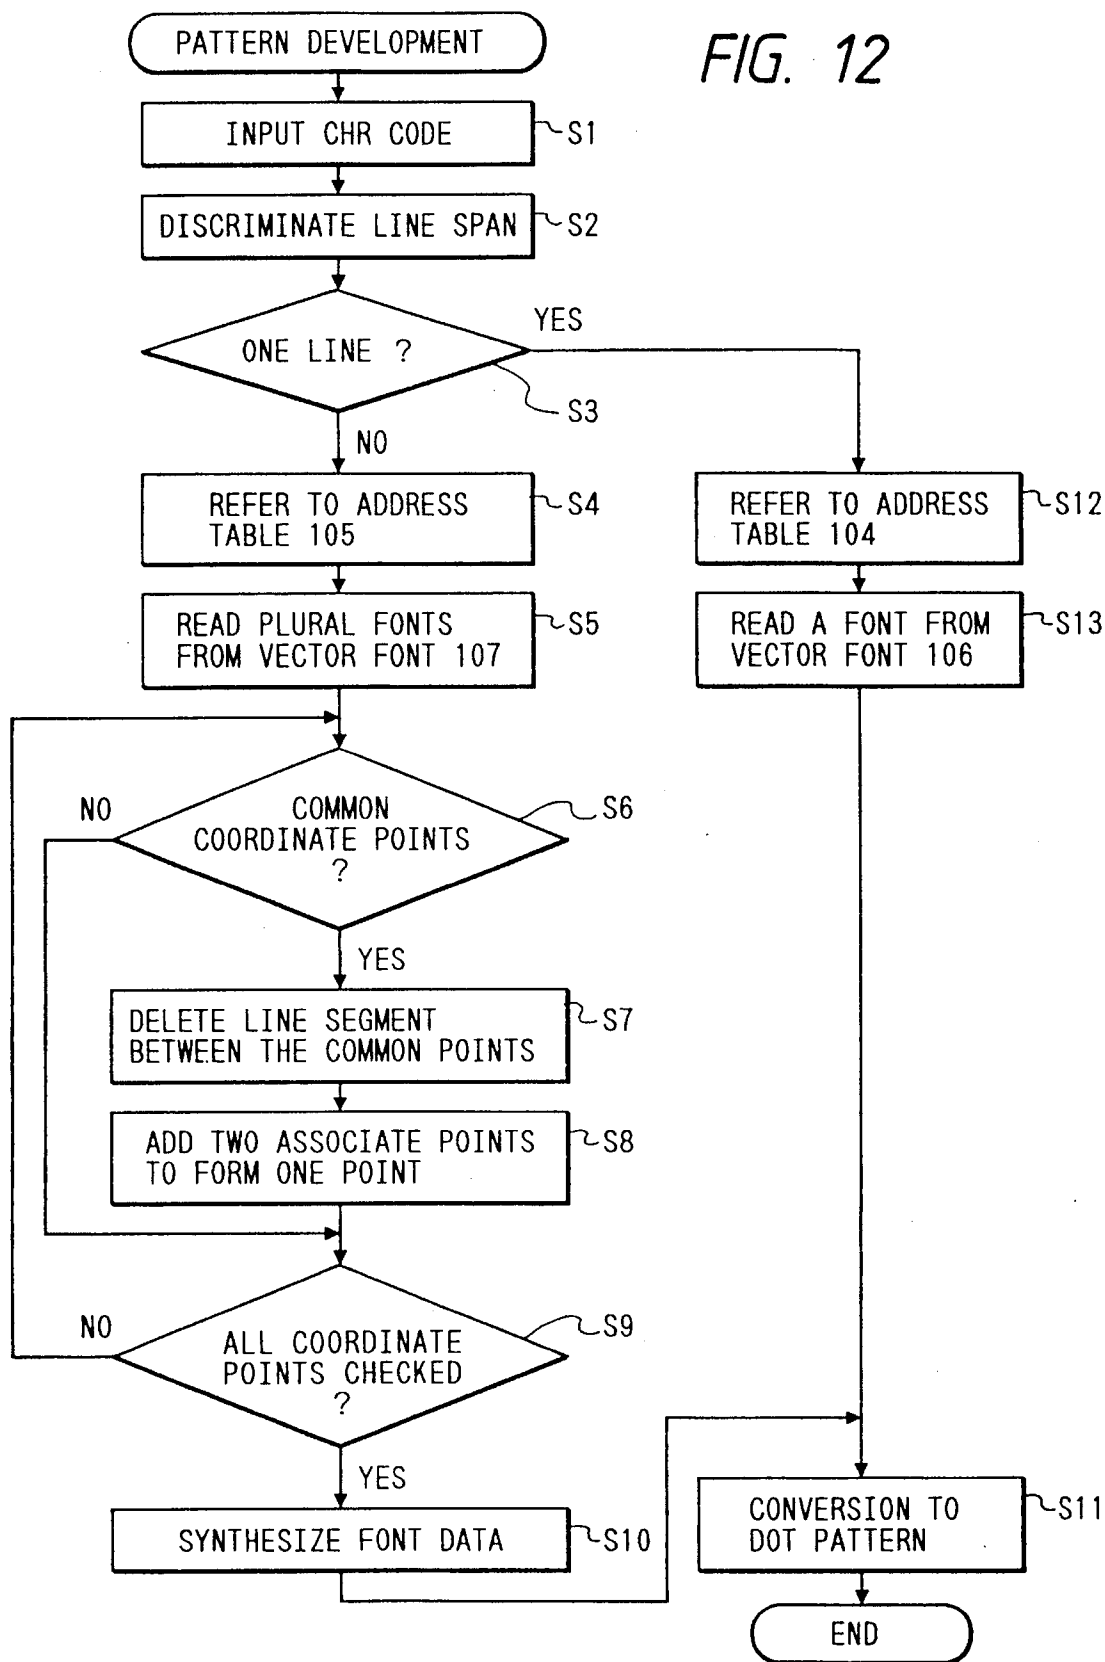 FIG. 12
PATTERN DEVELOPMENT
INPUT CHR CODE
S1
DISCRIMINATE LINE SPAN
S2
ONE LINE ?
YES
S3
NO
REFER TO ADDRESS
TABLE 105
S4
READ PLURAL FONTS
FROM VECTOR FONT 107
S5
NO
COMMON
COORDINATE POINTS
?
S6
YES
DELETE LINE SEGMENT
BETWEEN THE COMMON POINTS
S7
ADD TWO ASSOCIATE POINTS
TO FORM ONE POINT
S8
NO
ALL COORDINATE
POINTS CHECKED
?
S9
YES
SYNTHESIZE FONT DATA
S10
REFER TO ADDRESS
TABLE 104
S12
READ A FONT FROM
VECTOR FONT 106
S13
CONVERSION TO
DOT PATTERN
S11
END